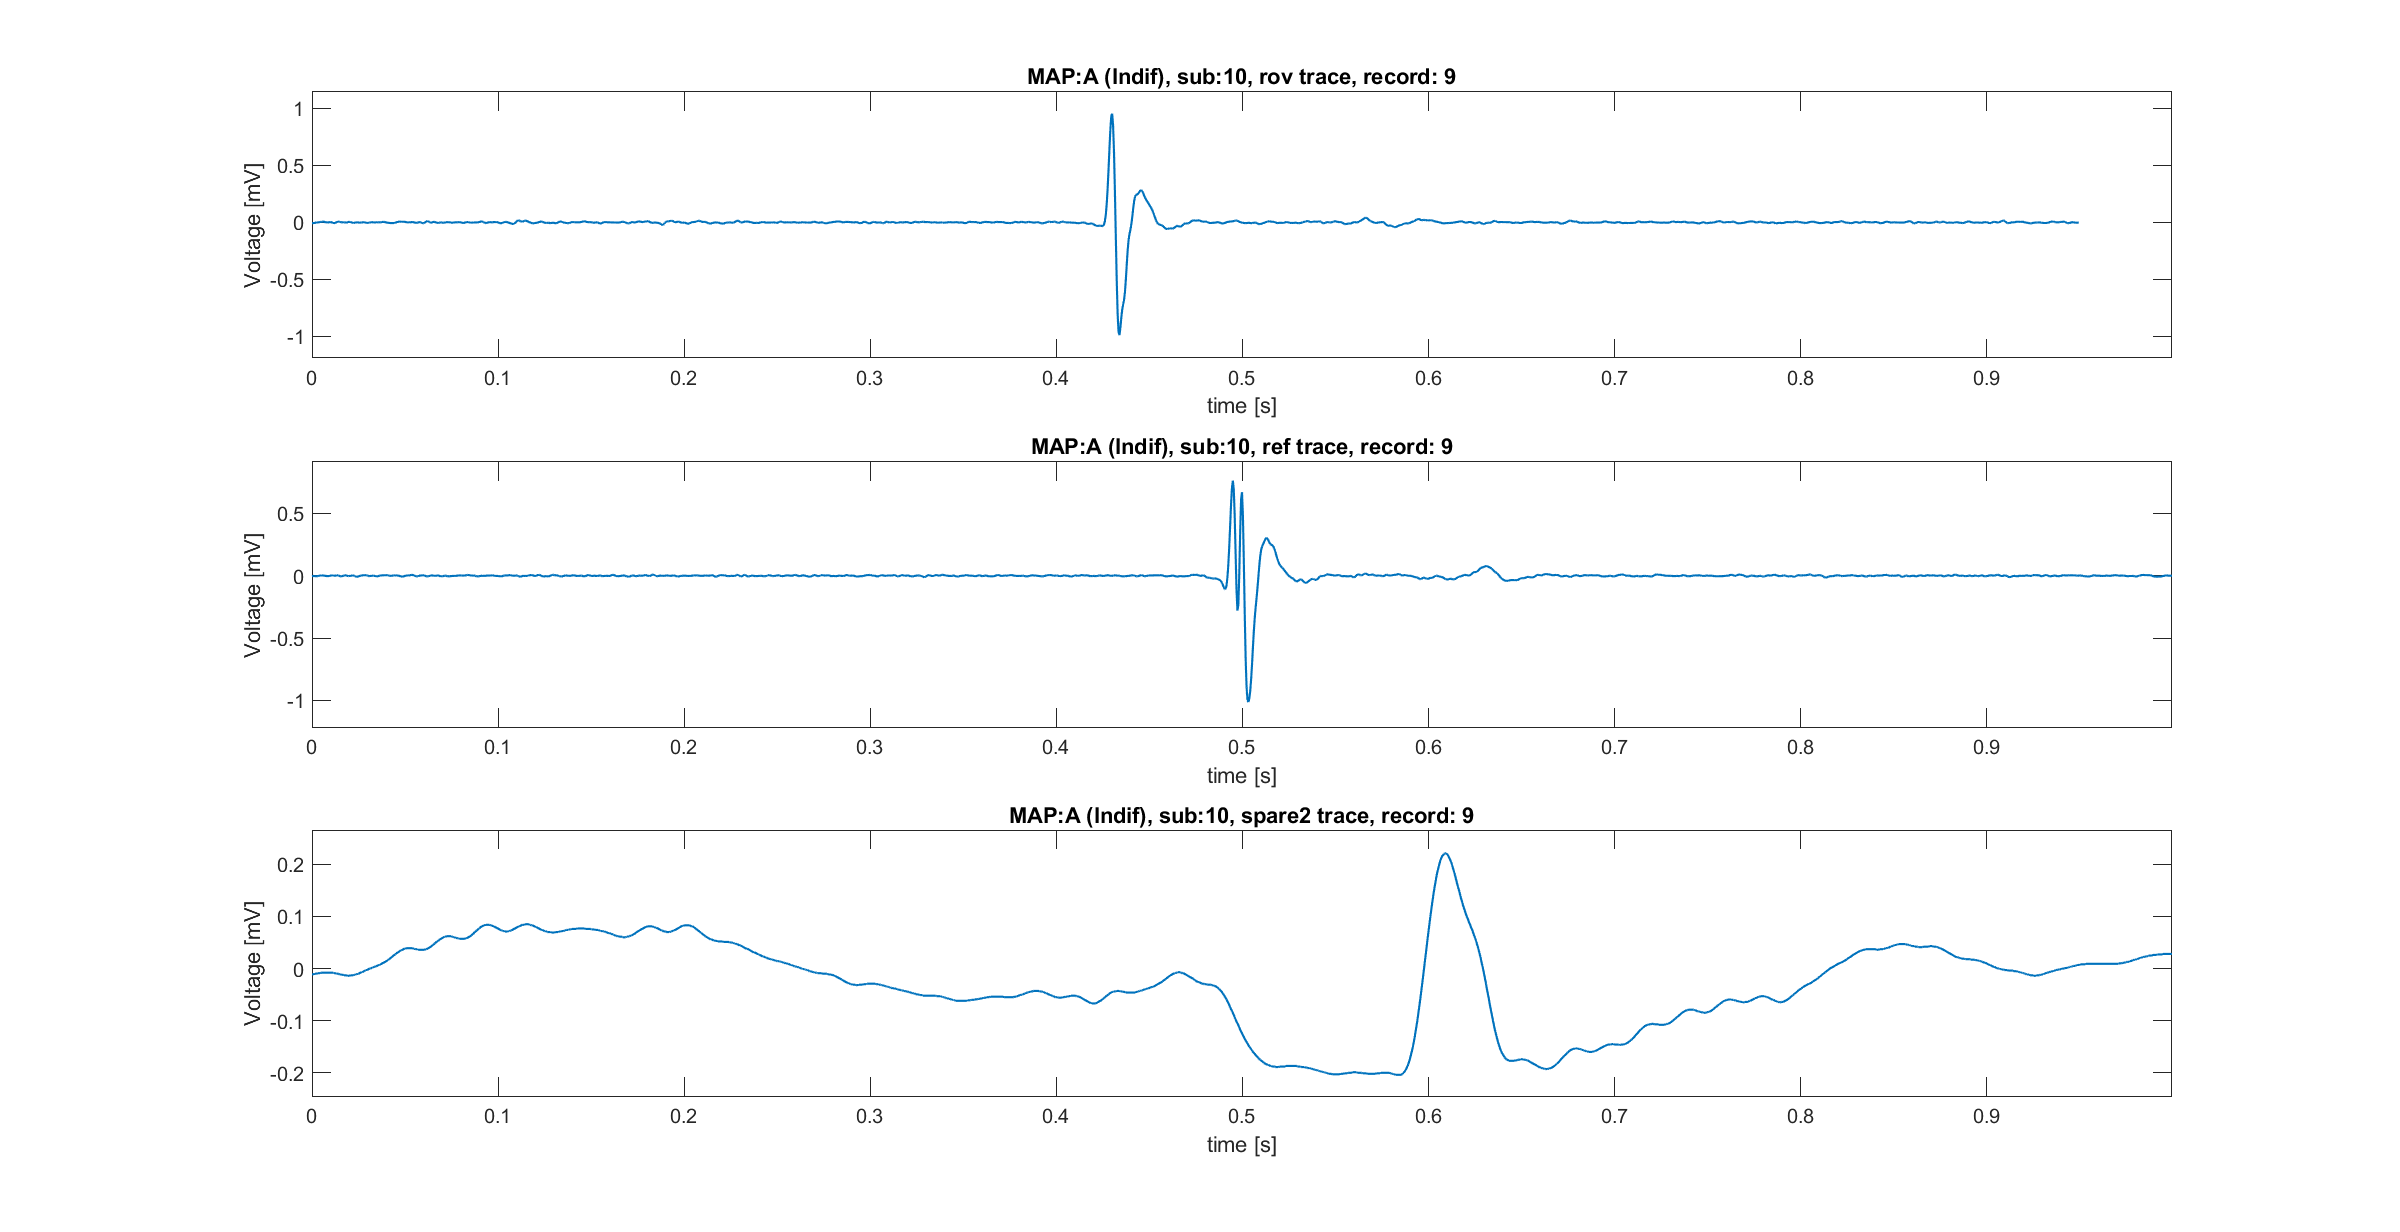 MAP:A (Indif), sub:10, rov trace, record: 9
1
0.5
0
-0.5
-1
Voltage [mV]
0 0.1 0.2 0.3 0.4 0.5 0.6 0.7 0.8 0.9
time [s]
MAP:A (Indif), sub:10, ref trace, record: 9
0.5
0
-0.5
-1
Voltage [mV]
0 0.1 0.2 0.3 0.4 0.5 0.6 0.7 0.8 0.9
time [s]
MAP:A (Indif), sub:10, spare2 trace, record: 9
0.2
0.1
0
-0.1
-0.2
Voltage [mV]
0 0.1 0.2 0.3 0.4 0.5 0.6 0.7 0.8 0.9
time [s]